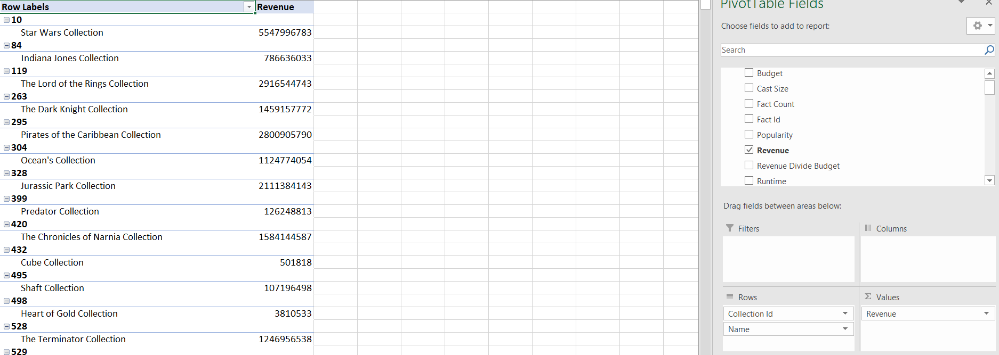 Row Labels Revenue
10
Star Wars Collection 5547996783
84
Indiana Jones Collection 786636033
119
The Lord of the Rings Collection 2916544743
263
The Dark Knight Collection 1459157772
295
Pirates of the Caribbean Collection 2800905790
304
Ocean's Collection 1124774054
328
Jurassic Park Collection 2111384143
399
Predator Collection 126248813
420
The Chronicles of Narnia Collection 1584144587
432
Cube Collection 501818
495
Shaft Collection 107196498
498
Heart of Gold Collection 3810533
528
The Terminator Collection 1246956538
529
PivotTable Fields
Choose fields to add to report:
Search
Budget
Cast Size
Fact Count
Fact Id
Popularity
Revenue
Revenue Divide Budget
Runtime
Drag fields between areas below:
Filters
Columns
Rows
Collection Id
Name
Σ Values
Revenue